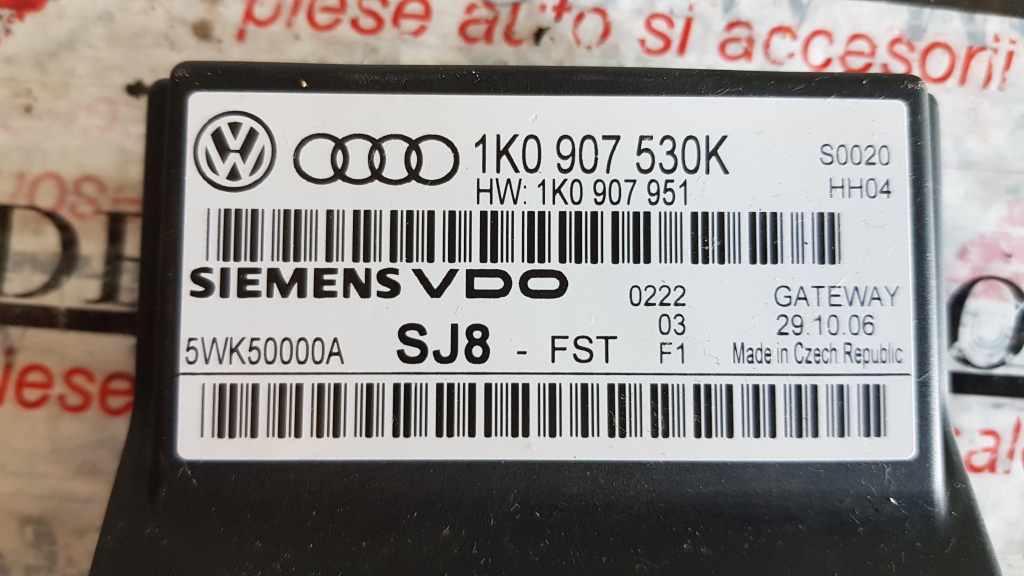 piese auto si accesorii
1K0 907 530K
S0020
HW: 1K0 907 951
HH04
SIEMENS VDO
0222
GATEWAY
03
29.10.06
5WK50000A
SJ8 - FST
F1
Made in Czech Republic
piese